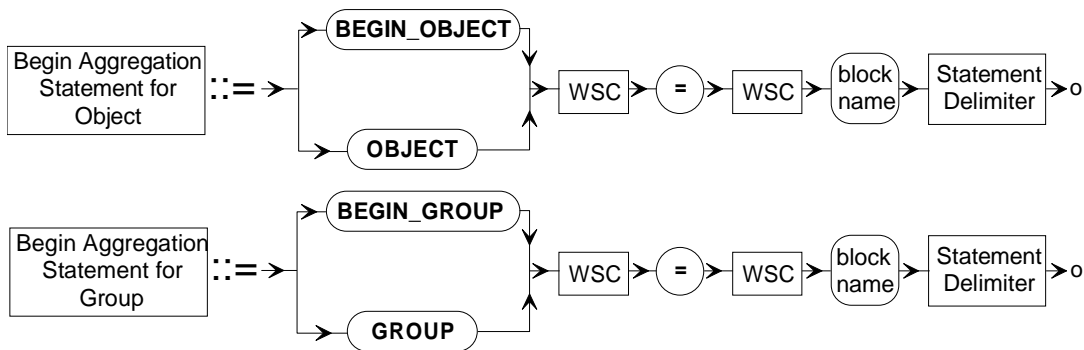 BEGIN_OBJECT
Begin Aggregation
Statement for
Object
::=
WSC
=
WSC
block
name
Statement
Delimiter
o
OBJECT
BEGIN_GROUP
Begin Aggregation
Statement for
Group
::=
WSC
=
WSC
block
name
Statement
Delimiter
o
GROUP